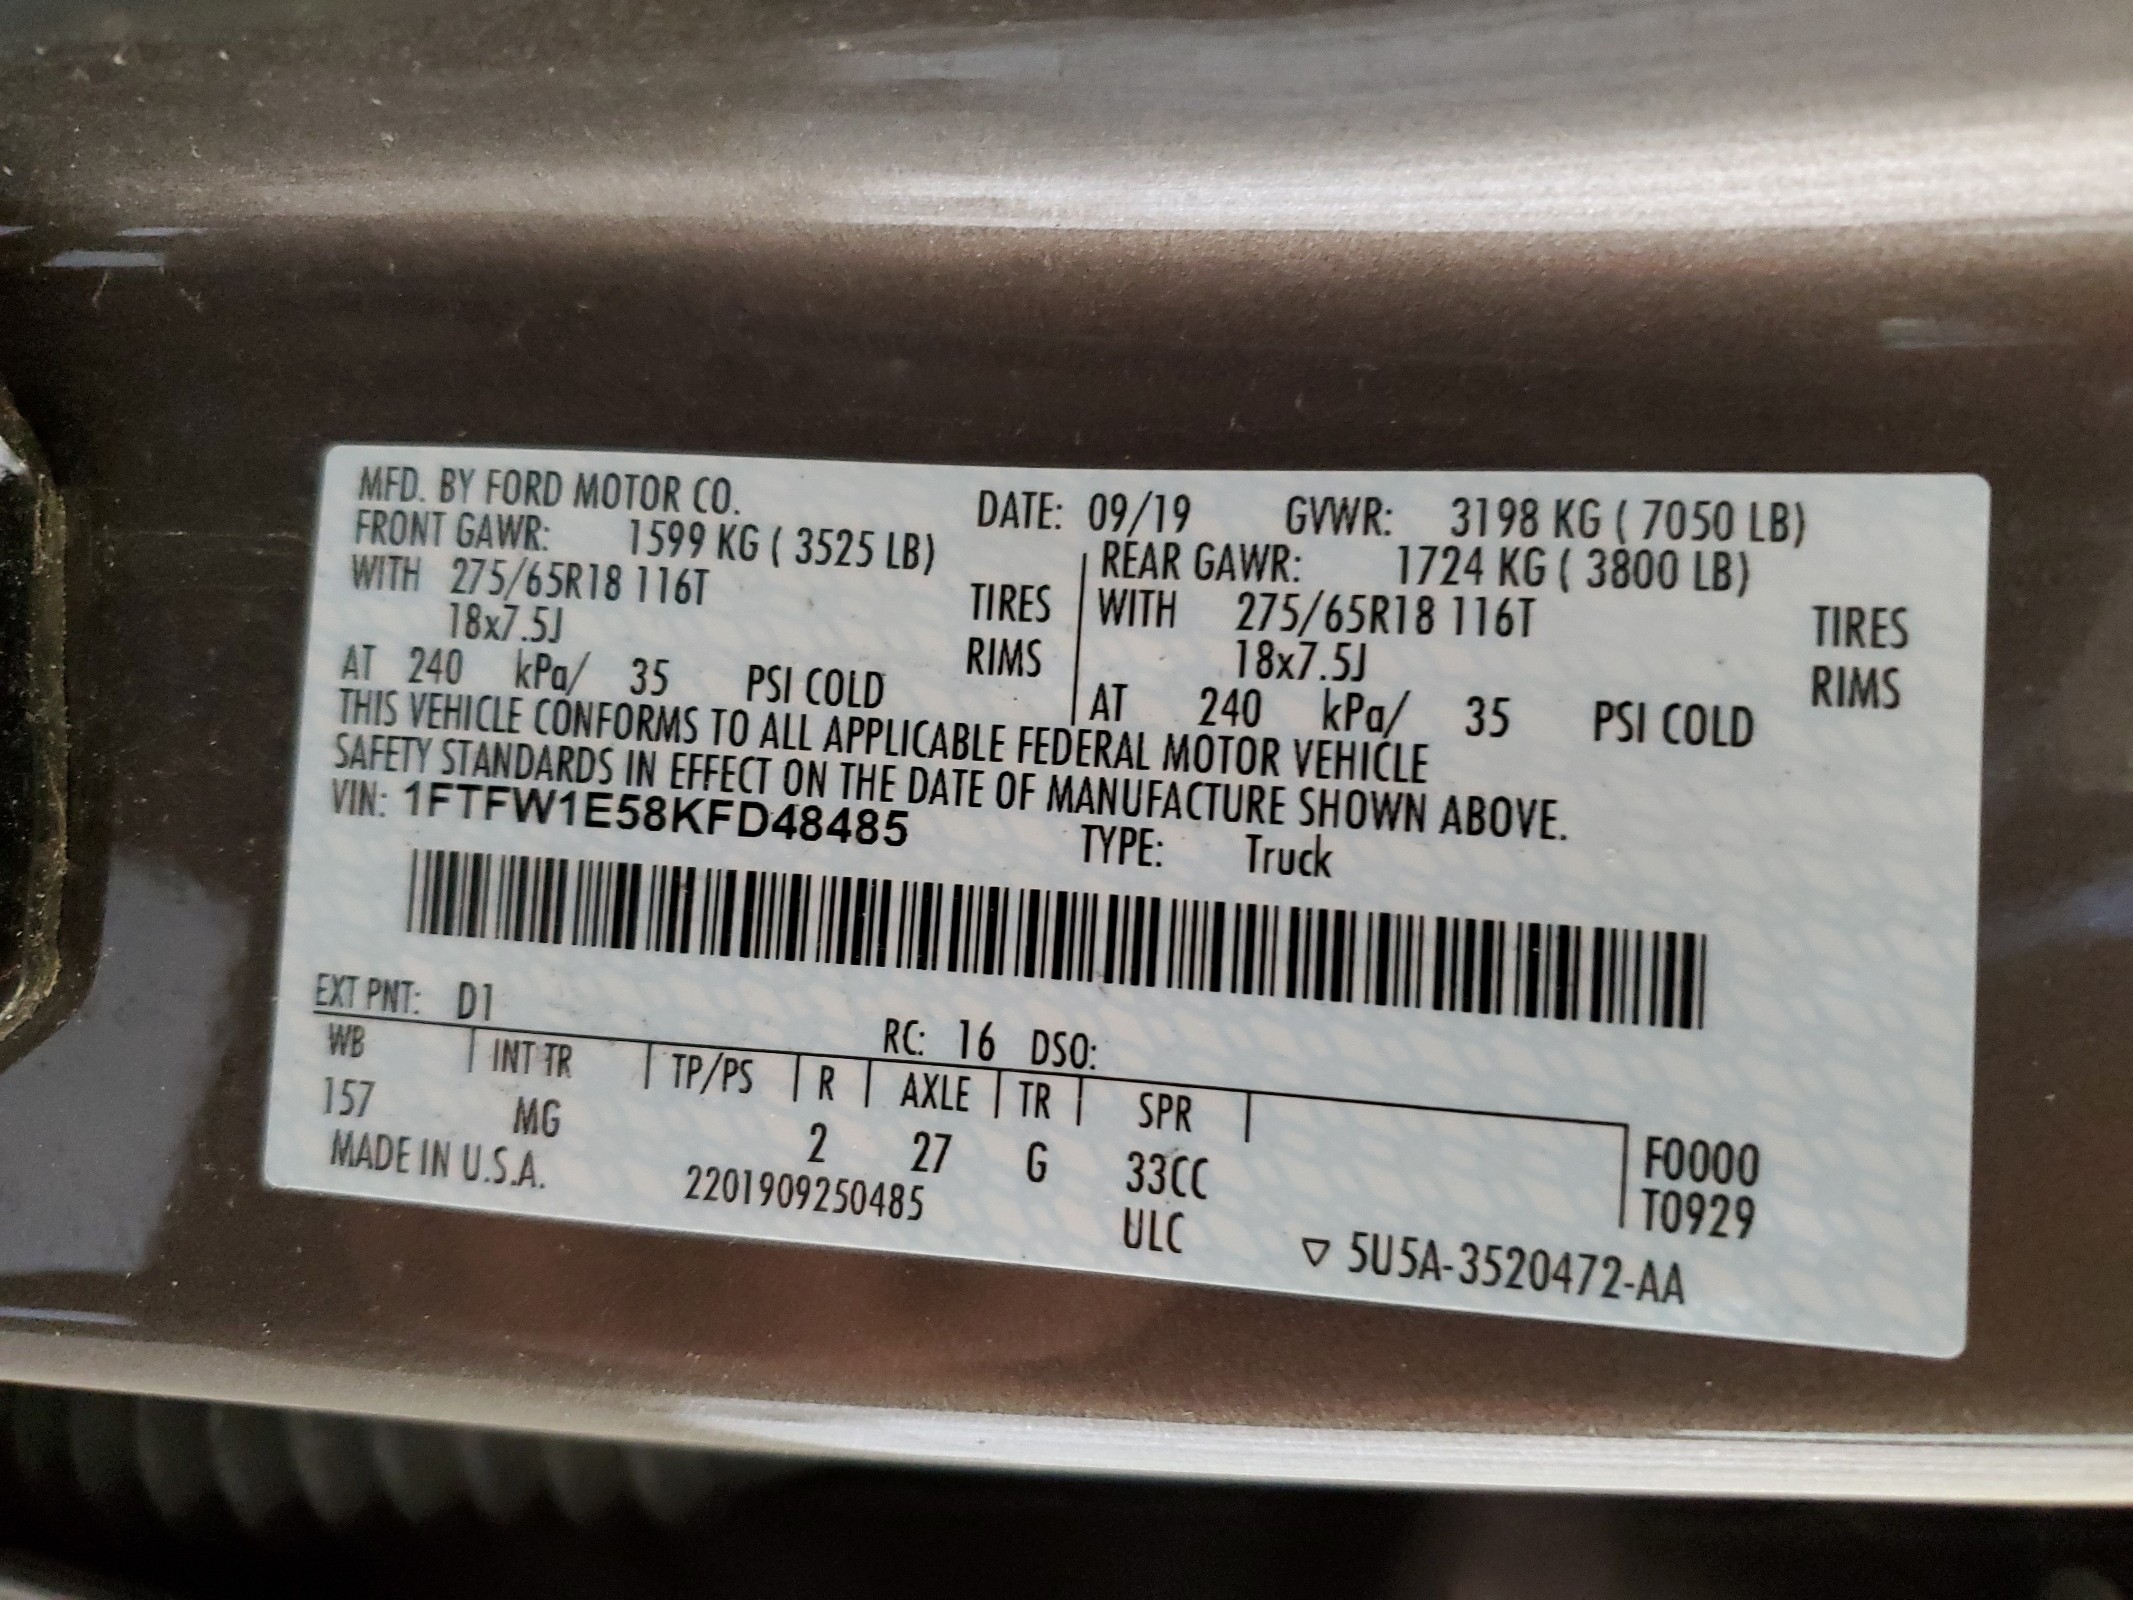 MFD. BY FORD MOTOR CO. DATE: 09/19 GVWR: 3198 KG ( 7050 LB)
FRONT GAWR: 1599 KG ( 3525 LB) REAR GAWR: 1724 KG ( 3800 LB)
WITH 275/65R18 116T TIRES WITH 275/65R18 116T TIRES
18x7.5J RIMS 18x7.5J RIMS
AT 240 kPa/ 35 PSI COLD AT 240 kPa/ 35 PSI COLD
THIS VEHICLE CONFORMS TO ALL APPLICABLE FEDERAL MOTOR VEHICLE
SAFETY STANDARDS IN EFFECT ON THE DATE OF MANUFACTURE SHOWN ABOVE.
VIN: 1FTFW1E58KFD48485 TYPE: Truck
EXT PNT: D1 RC: 16 DSO:
WB INT TR TP/PS R AXLE TR SPR
157 MG 2 27 G 33CC F0000
MADE IN U.S.A. 2201909250485 ULC T0929
▽ 5U5A-3520472-AA